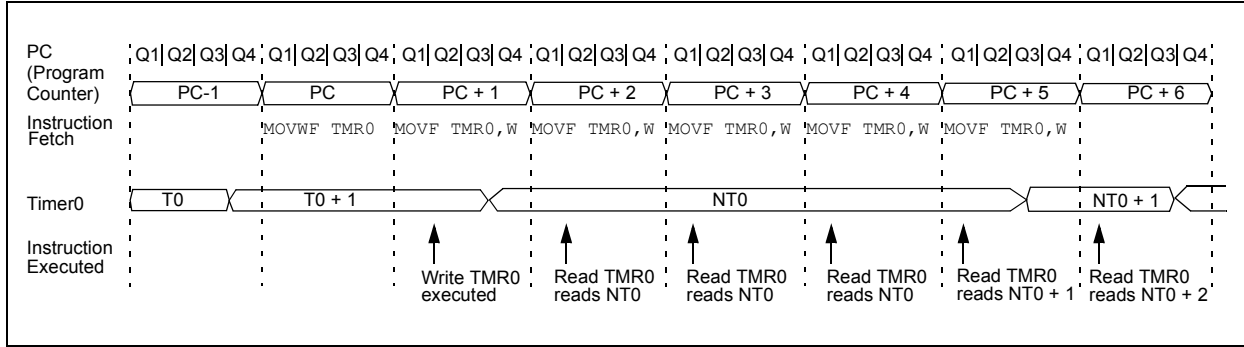 PC (Program Counter)
Q1 Q2 Q3 Q4 Q1 Q2 Q3 Q4 Q1 Q2 Q3 Q4 Q1 Q2 Q3 Q4 Q1 Q2 Q3 Q4 Q1 Q2 Q3 Q4 Q1 Q2 Q3 Q4 Q1 Q2 Q3 Q4
PC-1 PC PC + 1 PC + 2 PC + 3 PC + 4 PC + 5 PC + 6
Instruction
Fetch
MOVWF TMR0 MOVF TMR0,W MOVF TMR0,W MOVF TMR0,W MOVF TMR0,W MOVF TMR0,W
Timer0 T0 T0 + 1 NT0 NT0 + 1
Instruction
Executed
Write TMR0
executed
Read TMR0
reads NT0
Read TMR0
reads NT0
Read TMR0
reads NT0
Read TMR0
reads NT0 + 1
Read TMR0
reads NT0 + 2